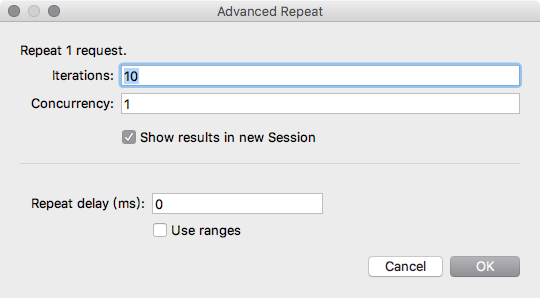 Advanced Repeat
Repeat 1 request.
Iterations: 10
Concurrency: 1
Show results in new Session
Repeat delay (ms): 0
Use ranges
Cancel OK